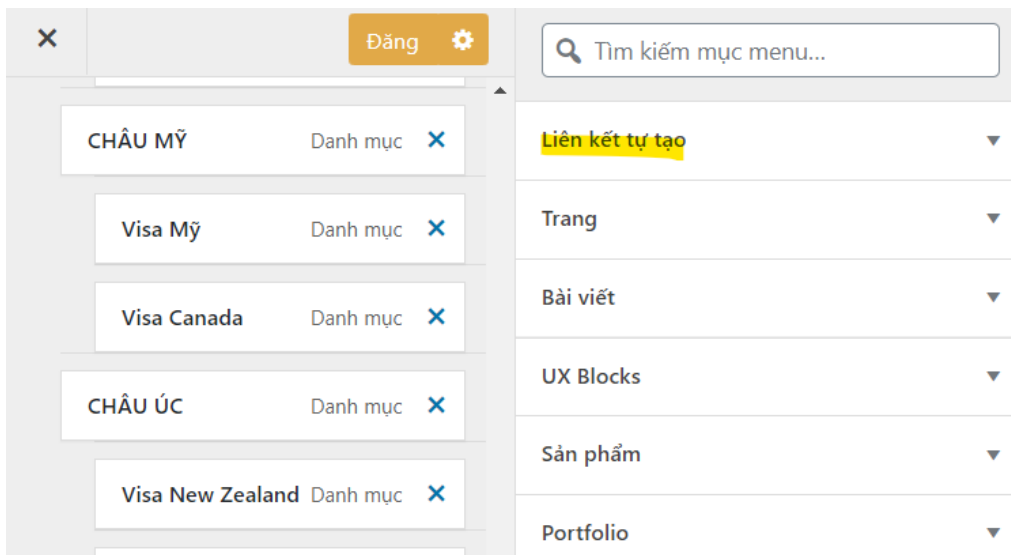 Đăng
Tìm kiếm mục menu...
CHÂU MỸ Danh mục
Visa Mỹ Danh mục
Visa Canada Danh mục
CHÂU ÚC Danh mục
Visa New Zealand Danh mục
Liên kết tự tạo
Trang
Bài viết
UX Blocks
Sản phẩm
Portfolio